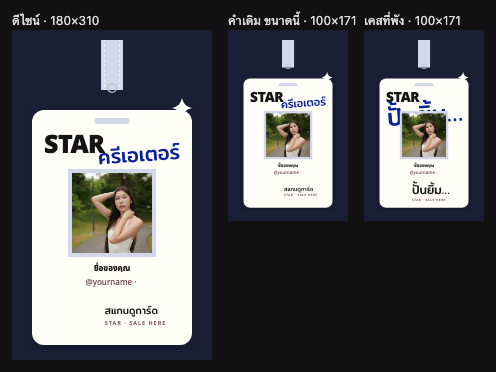 ดีไซน์ · 180×310
STAR
ครีเอเตอร์
ชื่อของคุณ
@yourname ·
สแกนดูการ์ด
STAR · SALE HERE
คำเดิม ขนาดนี้ · 100×171
STAR
ครีเอเตอร์
ชื่อของคุณ
@yourname ·
สแกนดูการ์ด
STAR · SALE HERE
เคสที่พัง · 100×171
STAR
ปั้นยิ้ม...
ชื่อของคุณ
@yourname ·
ปั้นยิ้ม...
STAR · SALE HERE